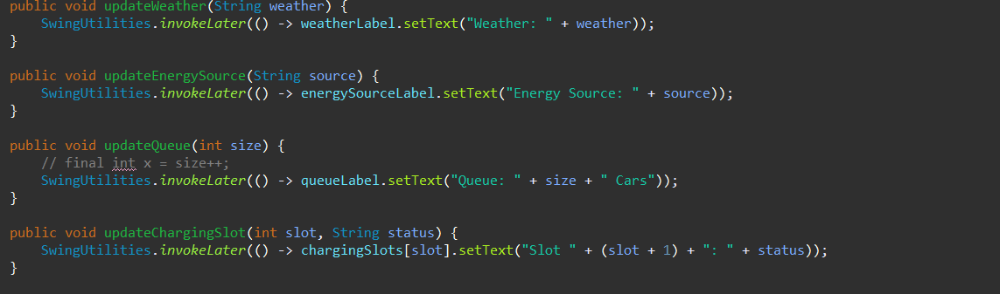 public void updateWeather(String weather) {
    SwingUtilities.invokeLater(() -> weatherLabel.setText("Weather: " + weather));
}

public void updateEnergySource(String source) {
    SwingUtilities.invokeLater(() -> energySourceLabel.setText("Energy Source: " + source));
}

public void updateQueue(int size) {
    // final int x = size++;
    SwingUtilities.invokeLater(() -> queueLabel.setText("Queue: " + size + " Cars"));
}

public void updateChargingSlot(int slot, String status) {
    SwingUtilities.invokeLater(() -> chargingSlots[slot].setText("Slot " + (slot + 1) + ": " + status));
}